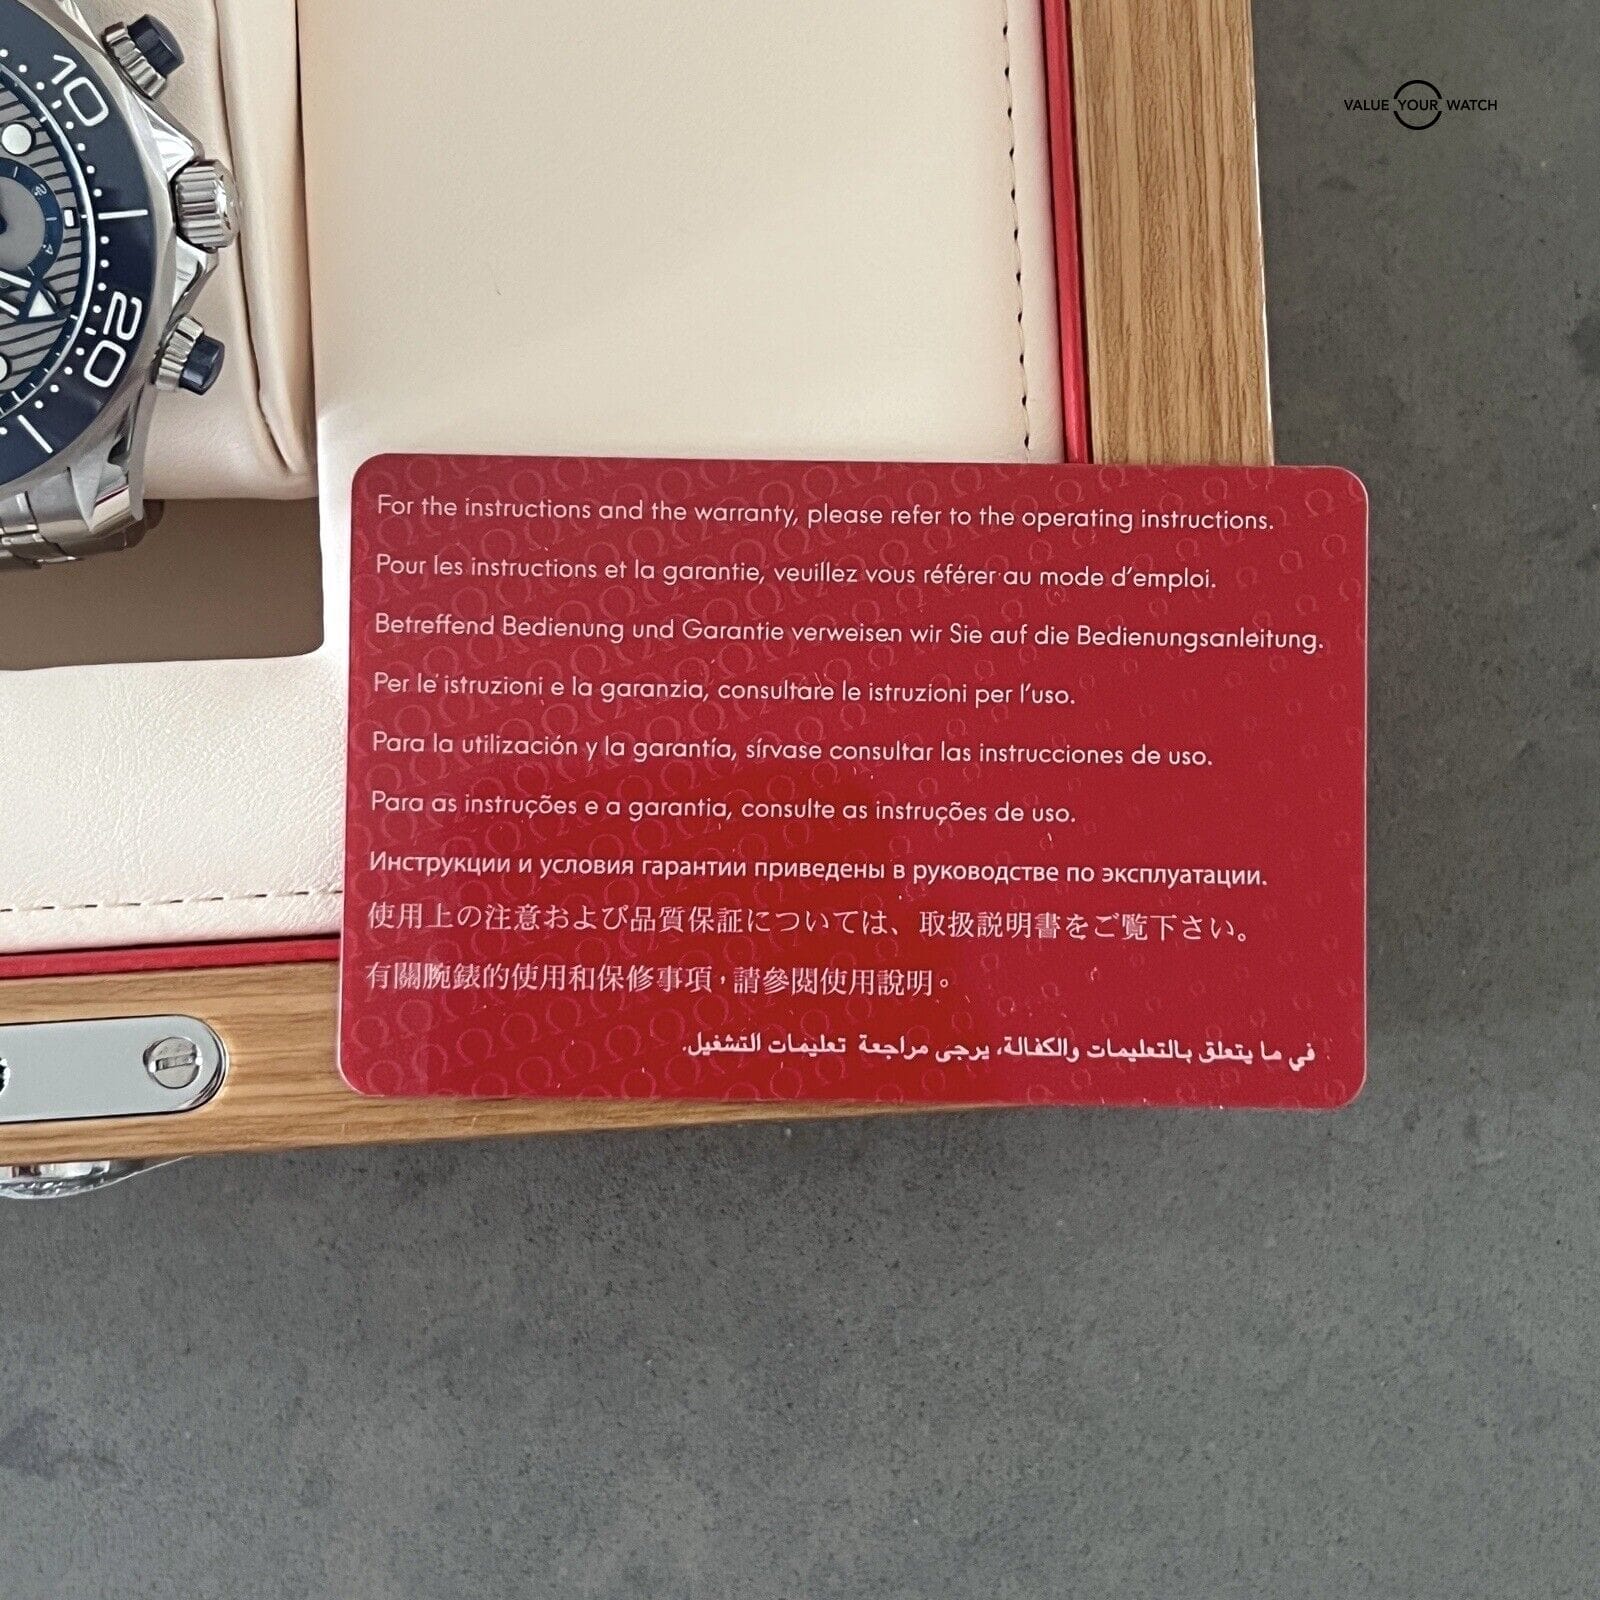 10
20
VALUE YOUR WATCH
For the instructions and the warranty, please refer to the operating instructions.
Pour les instructions et la garantie, veuillez vous référer au mode d'emploi.
Betreffend Bedienung und Garantie verweisen wir Sie auf die Bedienungsanleitung.
Per le istruzioni e la garanzia, consultare le istruzioni per l'uso.
Para la utilización y la garantía, sírvase consultar las instrucciones de uso.
Para as instruções e a garantia, consulte as instruções de uso.
Инструкции и условия гарантии приведены в руководстве по эксплуатации.
使用上の注意および品質保証については、取扱説明書をご覧下さい。
有關腕錶的使用和保修事項，請參閱使用說明。
في ما يتعلق بالتعليمات والكفالة، يرجى مراجعة تعليمات التشغيل.